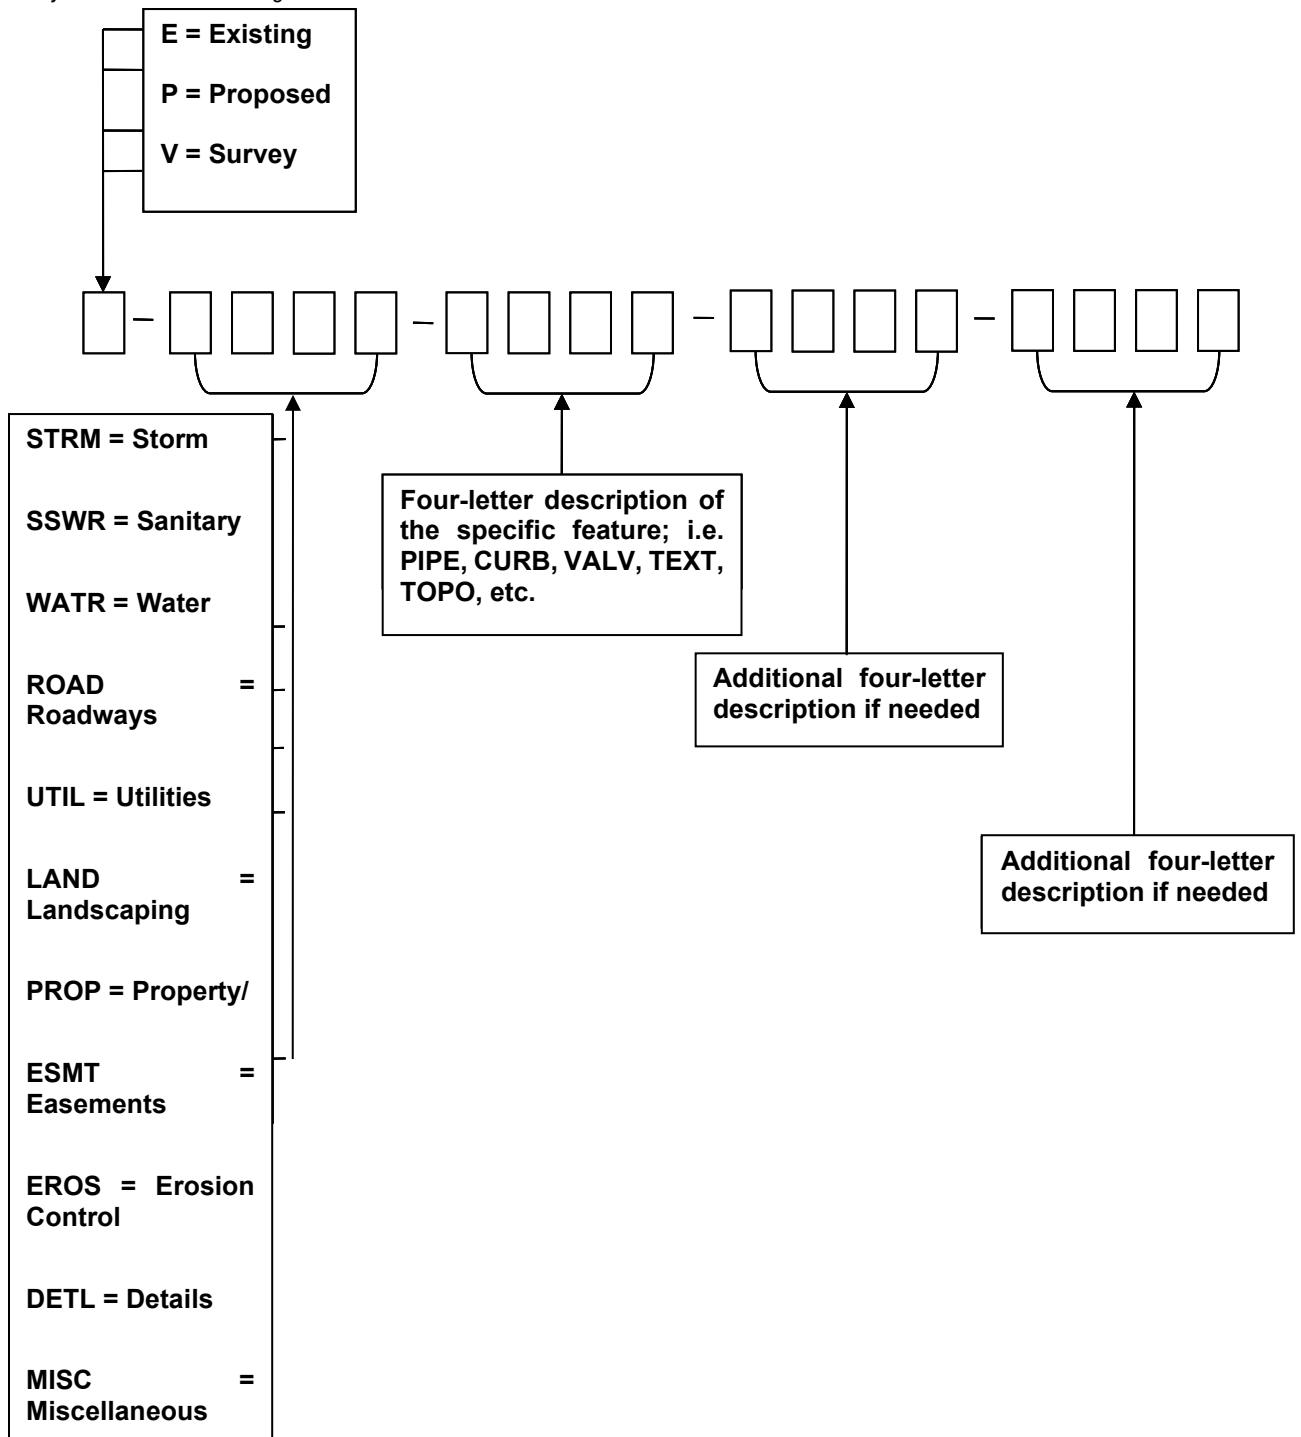 E = Existing
P = Proposed
V = Survey
STRM = Storm
SSWR = Sanitary
WATR = Water
ROAD =
Roadways
UTIL = Utilities
LAND =
Landscaping
PROP = Property/
ESMT =
Easements
EROS = Erosion
Control
DETL = Details
MISC =
Miscellaneous
Four-letter description of
the specific feature; i.e.
PIPE, CURB, VALV, TEXT,
TOPO, etc.
Additional four-letter
description if needed
Additional four-letter
description if needed